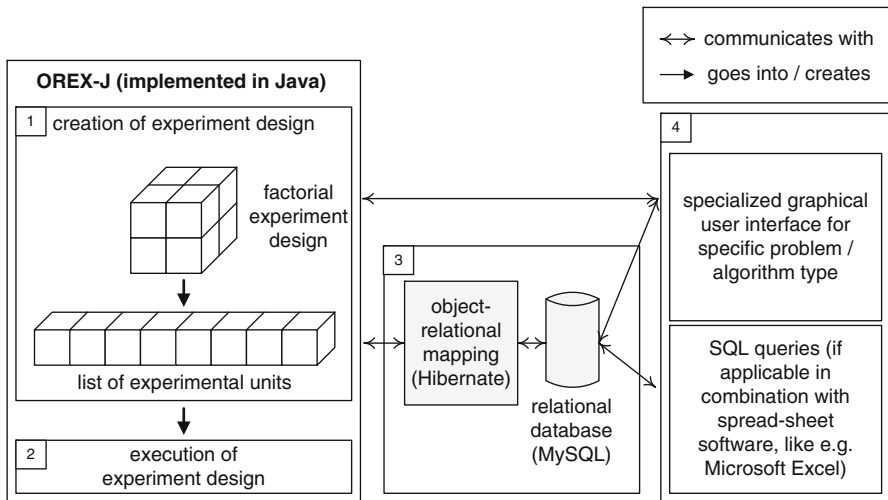 communicates with
goes into / creates
OREX-J (implemented in Java)
1
creation of experiment design
factorial
experiment
design
list of experimental units
2
execution of
experiment design
3
object-
relational
mapping
(Hibernate)
relational
database
(MySQL)
4
specialized graphical
user interface for
specific problem /
algorithm type
SQL queries (if
applicable in
combination with
spread-sheet
software, like e.g.
Microsoft Excel)